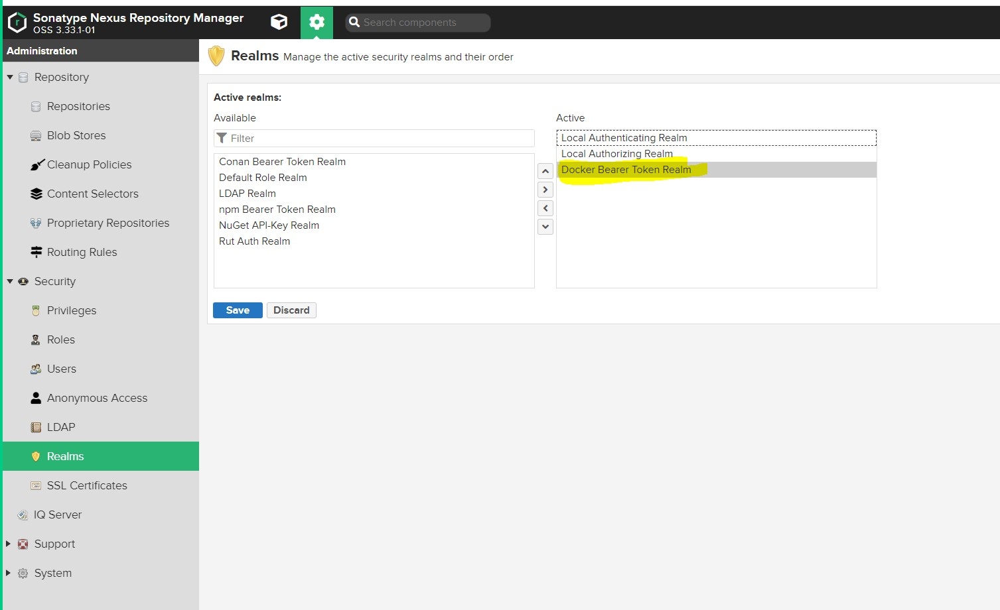 Sonatype Nexus Repository Manager
OSS 3.33.1-01
Search components
Administration
Repository
Repositories
Blob Stores
Cleanup Policies
Content Selectors
Proprietary Repositories
Routing Rules
Security
Privileges
Roles
Users
Anonymous Access
LDAP
Realms
SSL Certificates
IQ Server
Support
System
Realms Manage the active security realms and their order
Active realms:
Available
Filter
Conan Bearer Token Realm
Default Role Realm
LDAP Realm
npm Bearer Token Realm
NuGet API-Key Realm
Rut Auth Realm
Active
Local Authenticating Realm
Local Authorizing Realm
Docker Bearer Token Realm
Save Discard